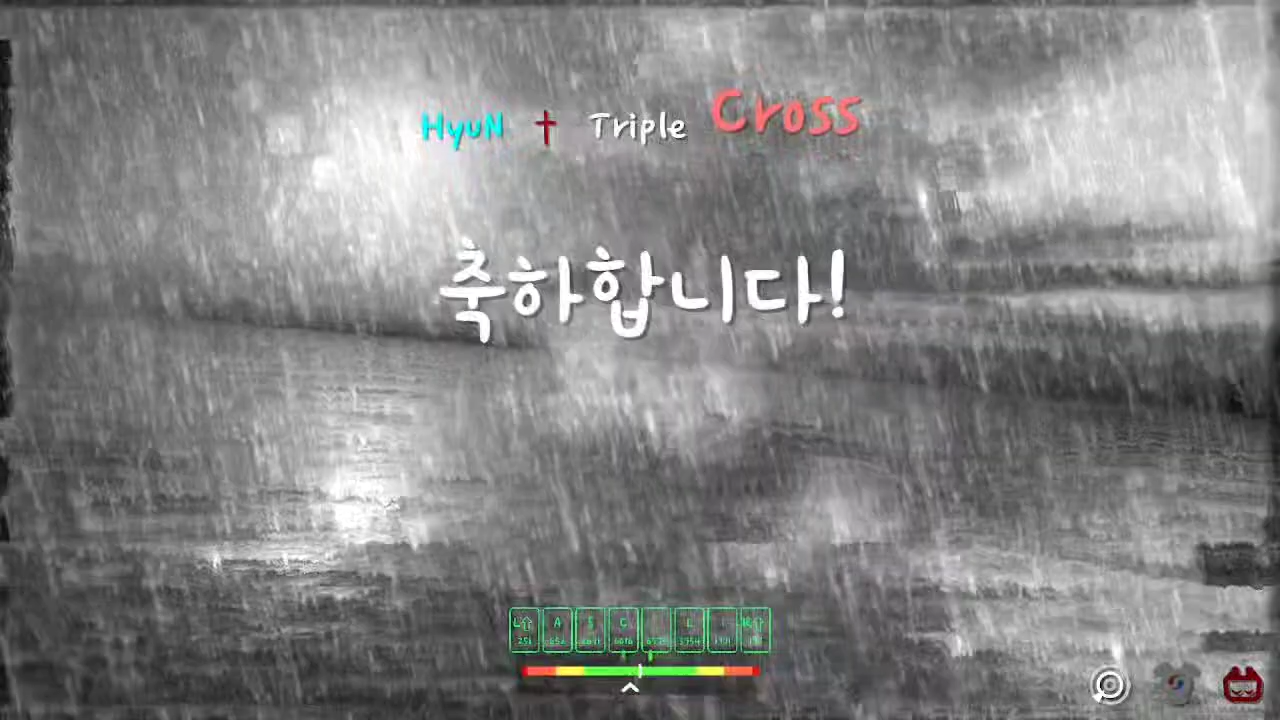 HyuN † Triple Cross
축하합니다!
L⇧ A S C L R⇧